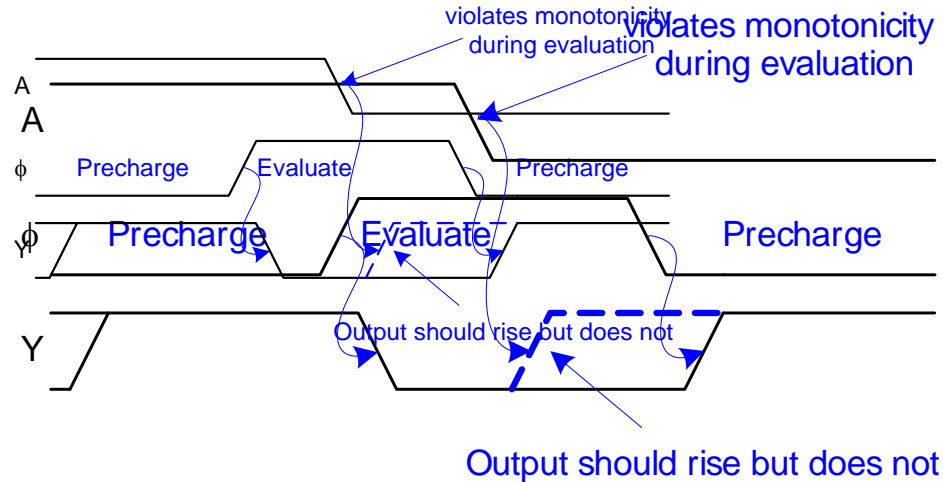 violates monotonicity
during evaluation
violates monotonicity
during evaluation
A
A
ϕ
Precharge
Evaluate
Precharge
ϕ
Y
Precharge
Evaluate
Precharge
Output should rise but does not
Y
Output should rise but does not